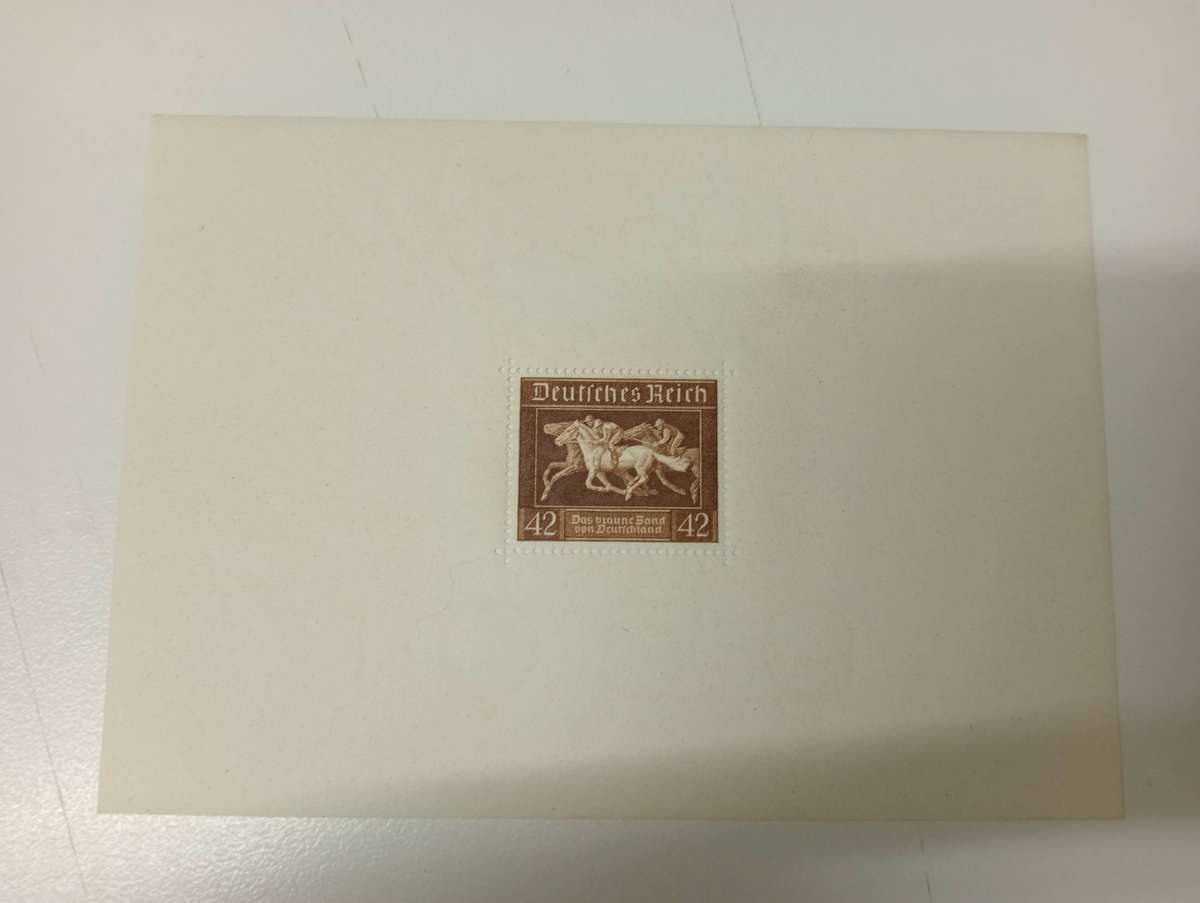 Deutsches Reich
42 Das braune Band 42
von Deutschland